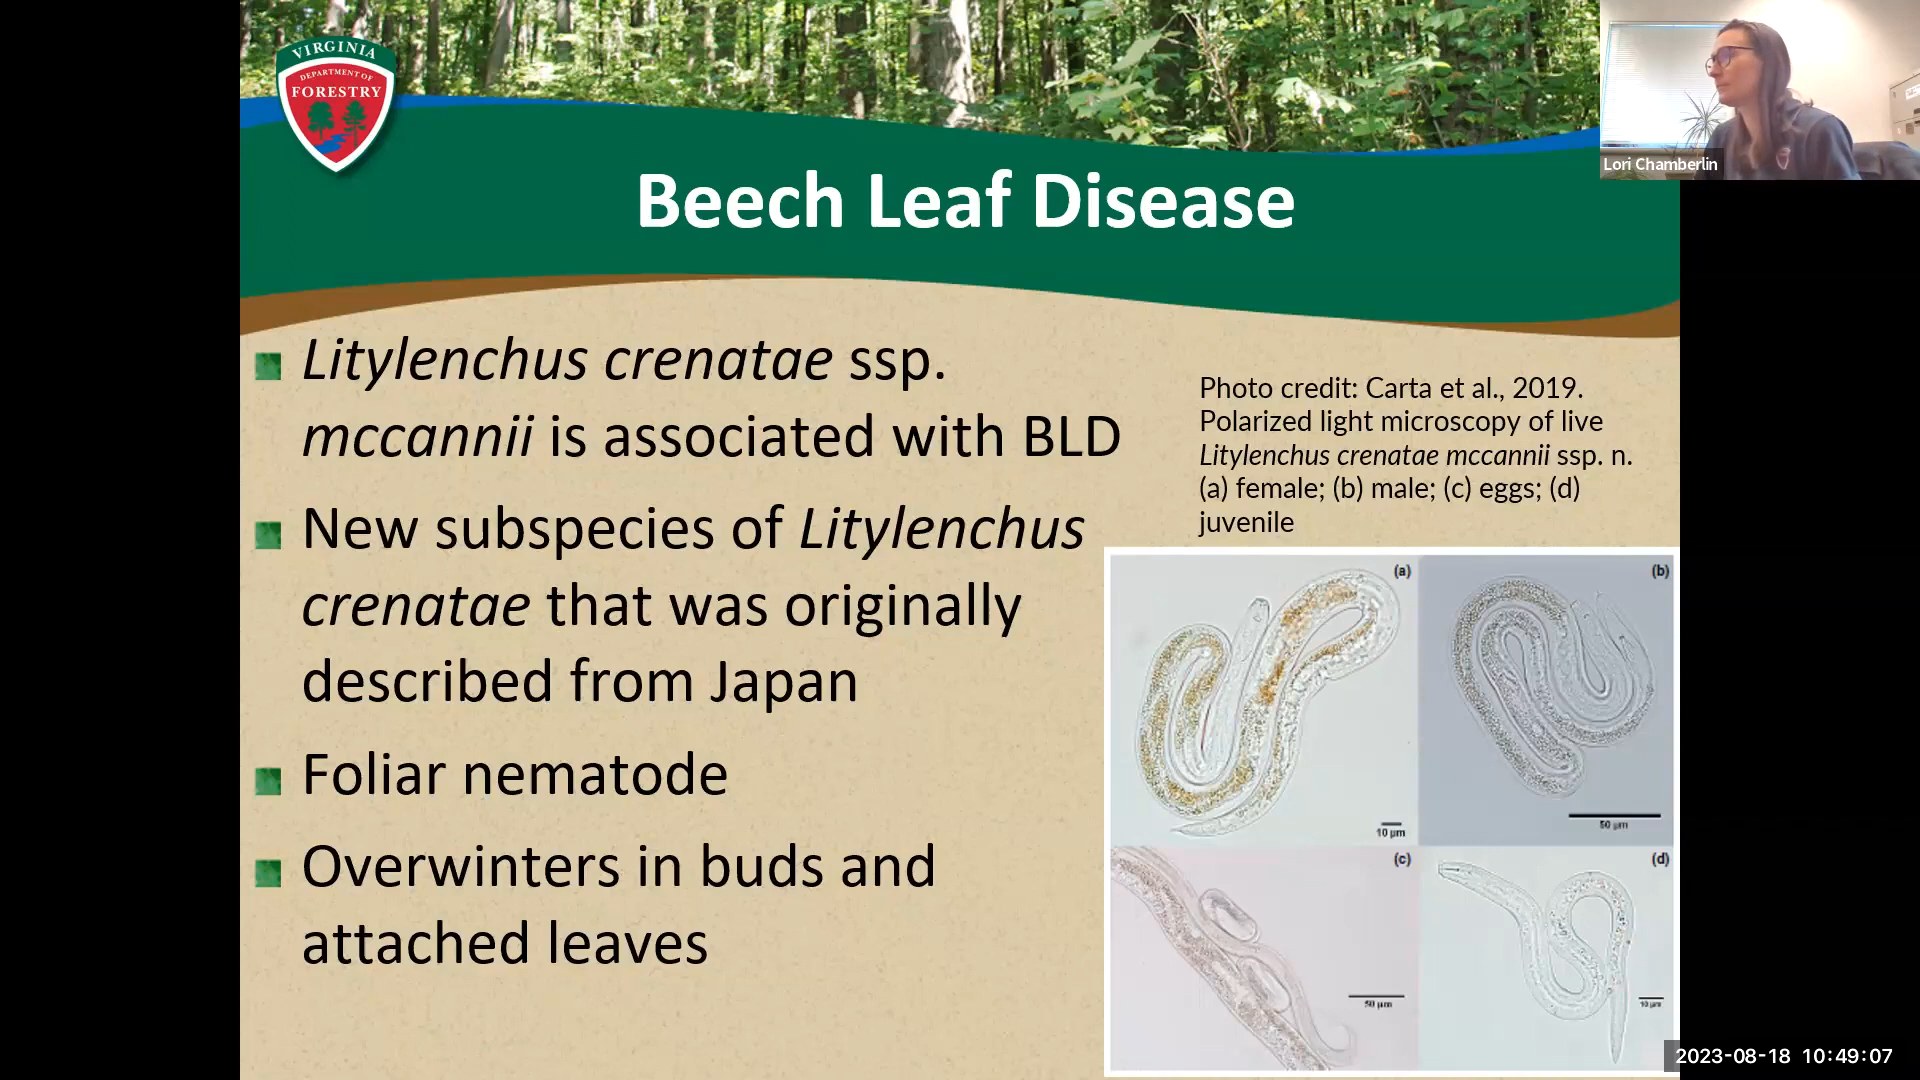 VIRGINIA
DEPARTMENT OF
FORESTRY
Lori Chamberlin
Beech Leaf Disease
Litylenchus crenatae ssp.
mccannii is associated with BLD
New subspecies of Litylenchus
crenatae that was originally
described from Japan
Foliar nematode
Overwinters in buds and
attached leaves
Photo credit: Carta et al., 2019.
Polarized light microscopy of live
Litylenchus crenatae mccannii ssp. n.
(a) female; (b) male; (c) eggs; (d)
juvenile
(a)
10 µm
(b)
50 µm
(c)
50 µm
(d)
10 µm
2023-08-18 10:49:07